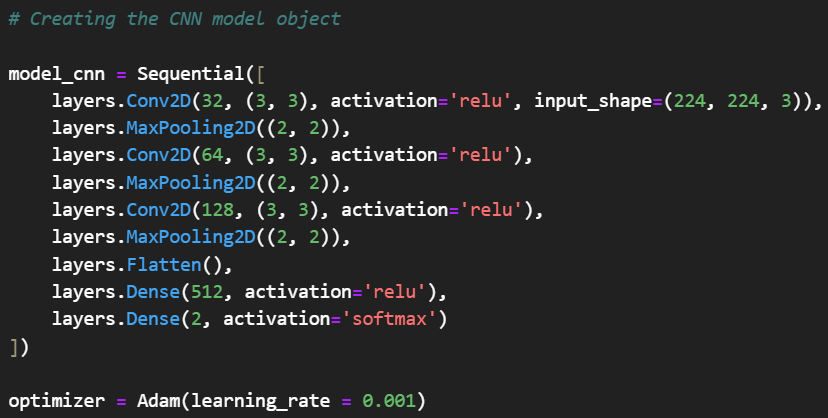 # Creating the CNN model object
model_cnn = Sequential([
    layers.Conv2D(32, (3, 3), activation='relu', input_shape=(224, 224, 3)),
    layers.MaxPooling2D((2, 2)),
    layers.Conv2D(64, (3, 3), activation='relu'),
    layers.MaxPooling2D((2, 2)),
    layers.Conv2D(128, (3, 3), activation='relu'),
    layers.MaxPooling2D((2, 2)),
    layers.Flatten(),
    layers.Dense(512, activation='relu'),
    layers.Dense(2, activation='softmax')
])
optimizer = Adam(learning_rate = 0.001)